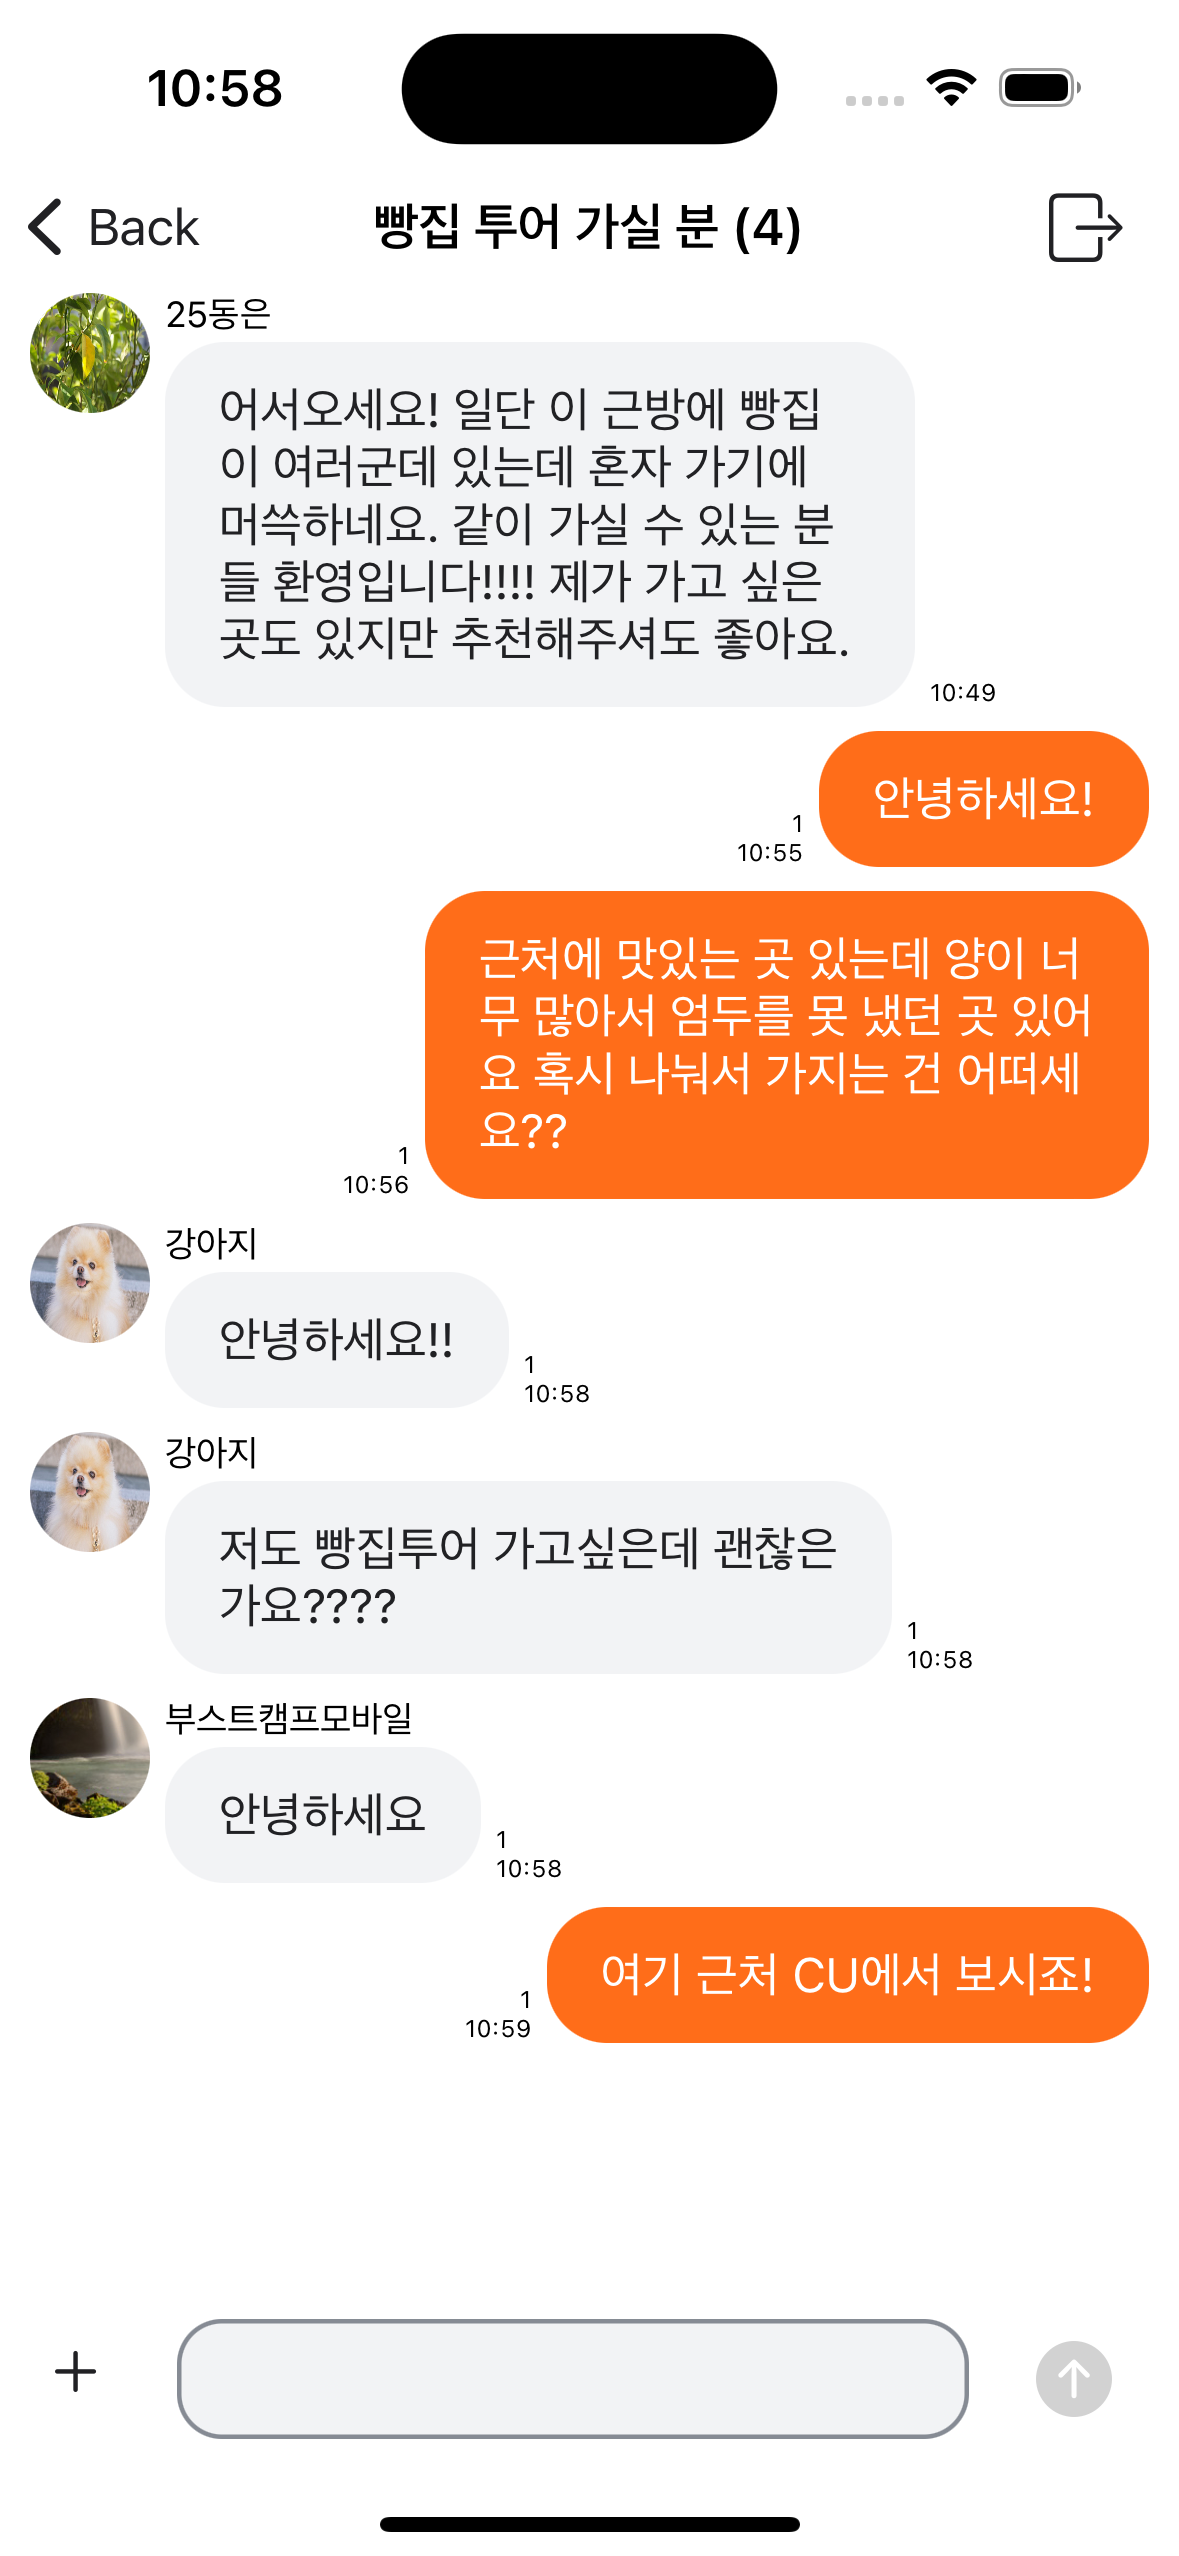 10:58
Back
빵집 투어 가실 분 (4)
25동은
어서오세요! 일단 이 근방에 빵집
이 여러군데 있는데 혼자 가기에
머쓱하네요. 같이 가실 수 있는 분
들 환영입니다!!!! 제가 가고 싶은
곳도 있지만 추천해주셔도 좋아요.
10:49
안녕하세요!
1
10:55
근처에 맛있는 곳 있는데 양이 너
무 많아서 엄두를 못 냈던 곳 있어
요 혹시 나눠서 가지는 건 어떠세
요??
1
10:56
강아지
안녕하세요!!
1
10:58
강아지
저도 빵집투어 가고싶은데 괜찮은
가요????
1
10:58
부스트캠프모바일
안녕하세요
1
10:58
여기 근처 CU에서 보시죠!
1
10:59